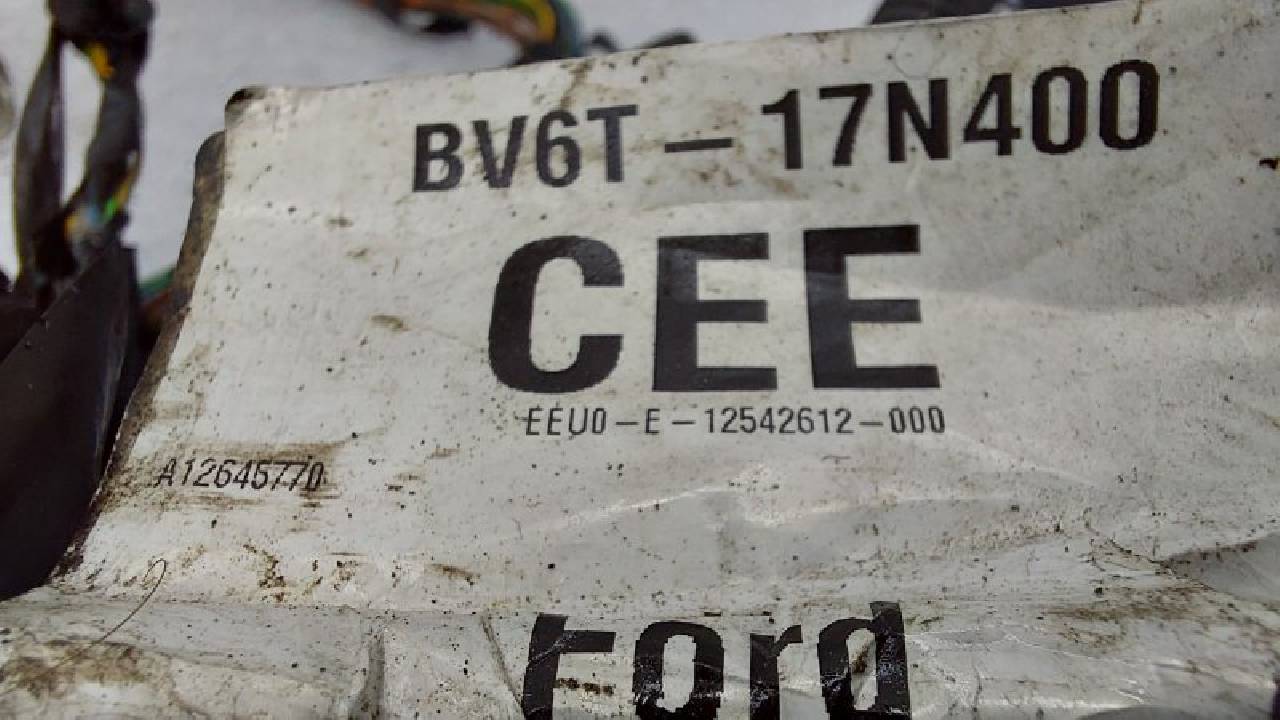 BV6T-17N400
CEE
EEU0-E-12542612-000
A12645770
Ford